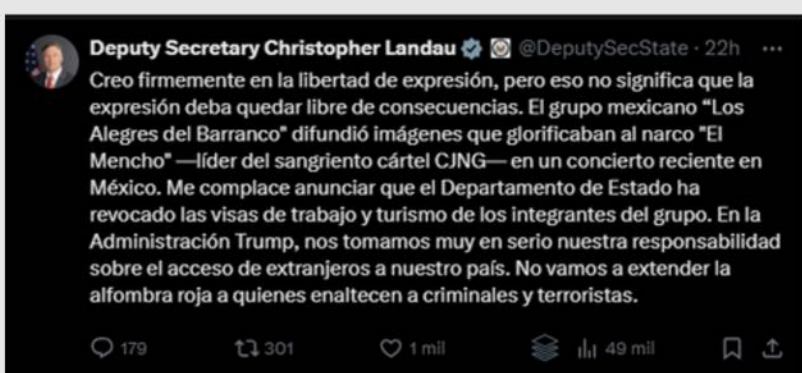 Deputy Secretary Christopher Landau @DeputySecState · 22h
Creo firmemente en la libertad de expresión, pero eso no significa que la
expresión deba quedar libre de consecuencias. El grupo mexicano “Los
Alegres del Barranco" difundió imágenes que glorificaban al narco "El
Mencho" —líder del sangriento cártel CJNG— en un concierto reciente en
México. Me complace anunciar que el Departamento de Estado ha
revocado las visas de trabajo y turismo de los integrantes del grupo. En la
Administración Trump, nos tomamos muy en serio nuestra responsabilidad
sobre el acceso de extranjeros a nuestro país. No vamos a extender la
alfombra roja a quienes enaltecen a criminales y terroristas.
179 301 1 mil 49 mil